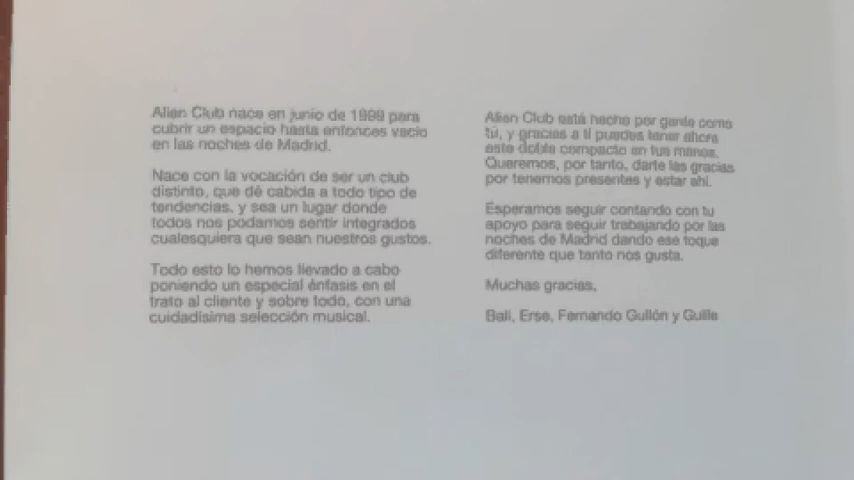 Alien Club nace en junio de 1999 para
cubrir un espacio hasta entonces vacío
en las noches de Madrid.
Nace con la vocación de ser un club
distinto, que dé cabida a todo tipo de
tendencias, y sea un lugar donde
todos nos podamos sentir integrados
cualesquiera que sean nuestros gustos.
Todo esto lo hemos llevado a cabo
poniendo un especial énfasis en el
trato al cliente y sobre todo, con una
cuidadísima selección musical.
Alien Club está hecho por gente como
tú, y gracias a ti puedes tener ahora
este doble compacto en tus manos.
Queremos, por tanto, darte las gracias
por tenernos presentes y estar ahí.
Esperamos seguir contando con tu
apoyo para seguir trabajando por las
noches de Madrid dando ese toque
diferente que tanto nos gusta.
Muchas gracias,
Bali, Erse, Fernando Gullón y Guille